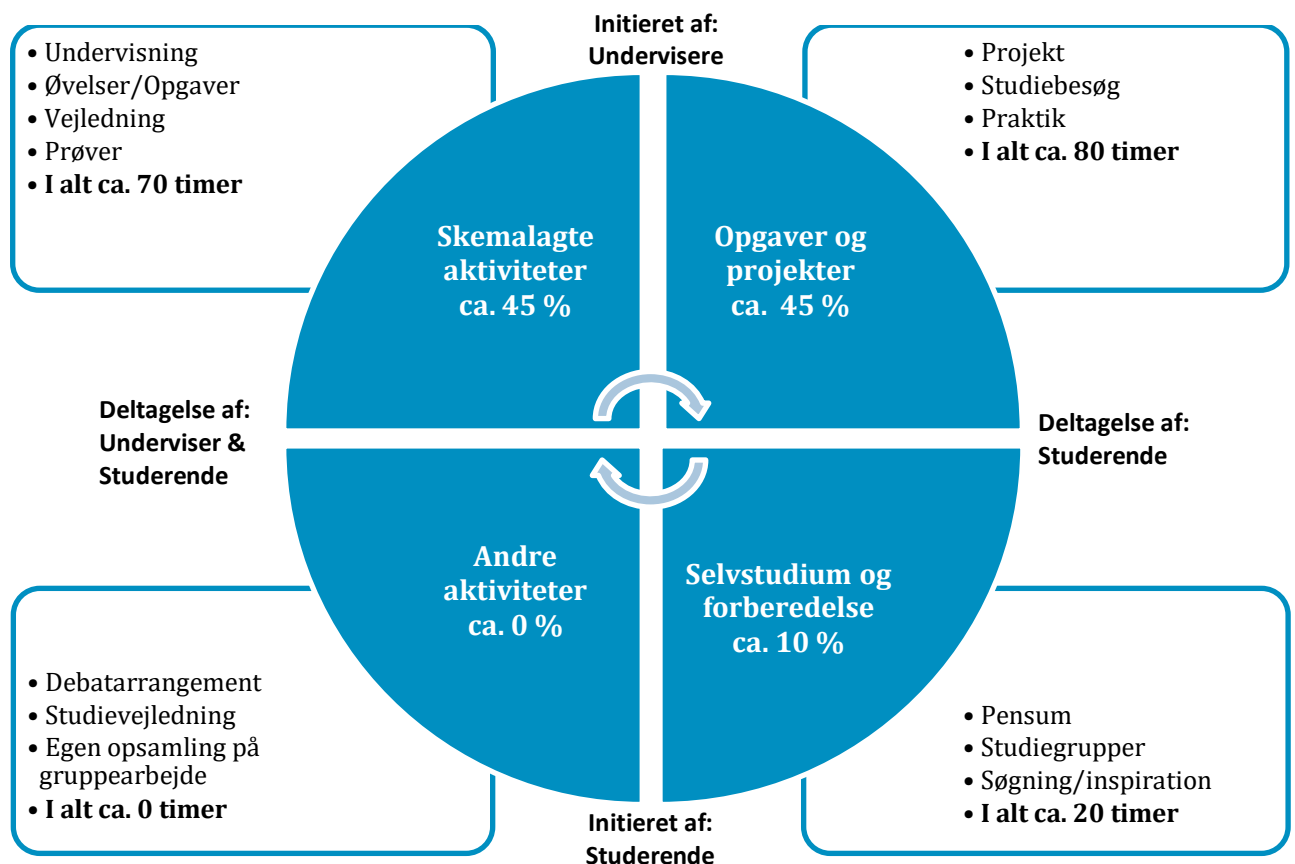 Initieret af:
Undervisere
• Undervisning
• Øvelser/Opgaver
• Vejledning
• Prøver
• I alt ca. 70 timer
• Projekt
• Studiebesøg
• Praktik
• I alt ca. 80 timer
Skemalagte
aktiviteter
ca. 45 %
Opgaver og
projekter
ca. 45 %
Deltagelse af:
Underviser &
Studerende
Deltagelse af:
Studerende
Andre
aktiviteter
ca. 0 %
Selvstudium og
forberedelse
ca. 10 %
• Debatarrangement
• Studievejledning
• Egen opsamling på
gruppearbejde
• I alt ca. 0 timer
• Pensum
• Studiegrupper
• Søgning/inspiration
• I alt ca. 20 timer
Initieret af:
Studerende